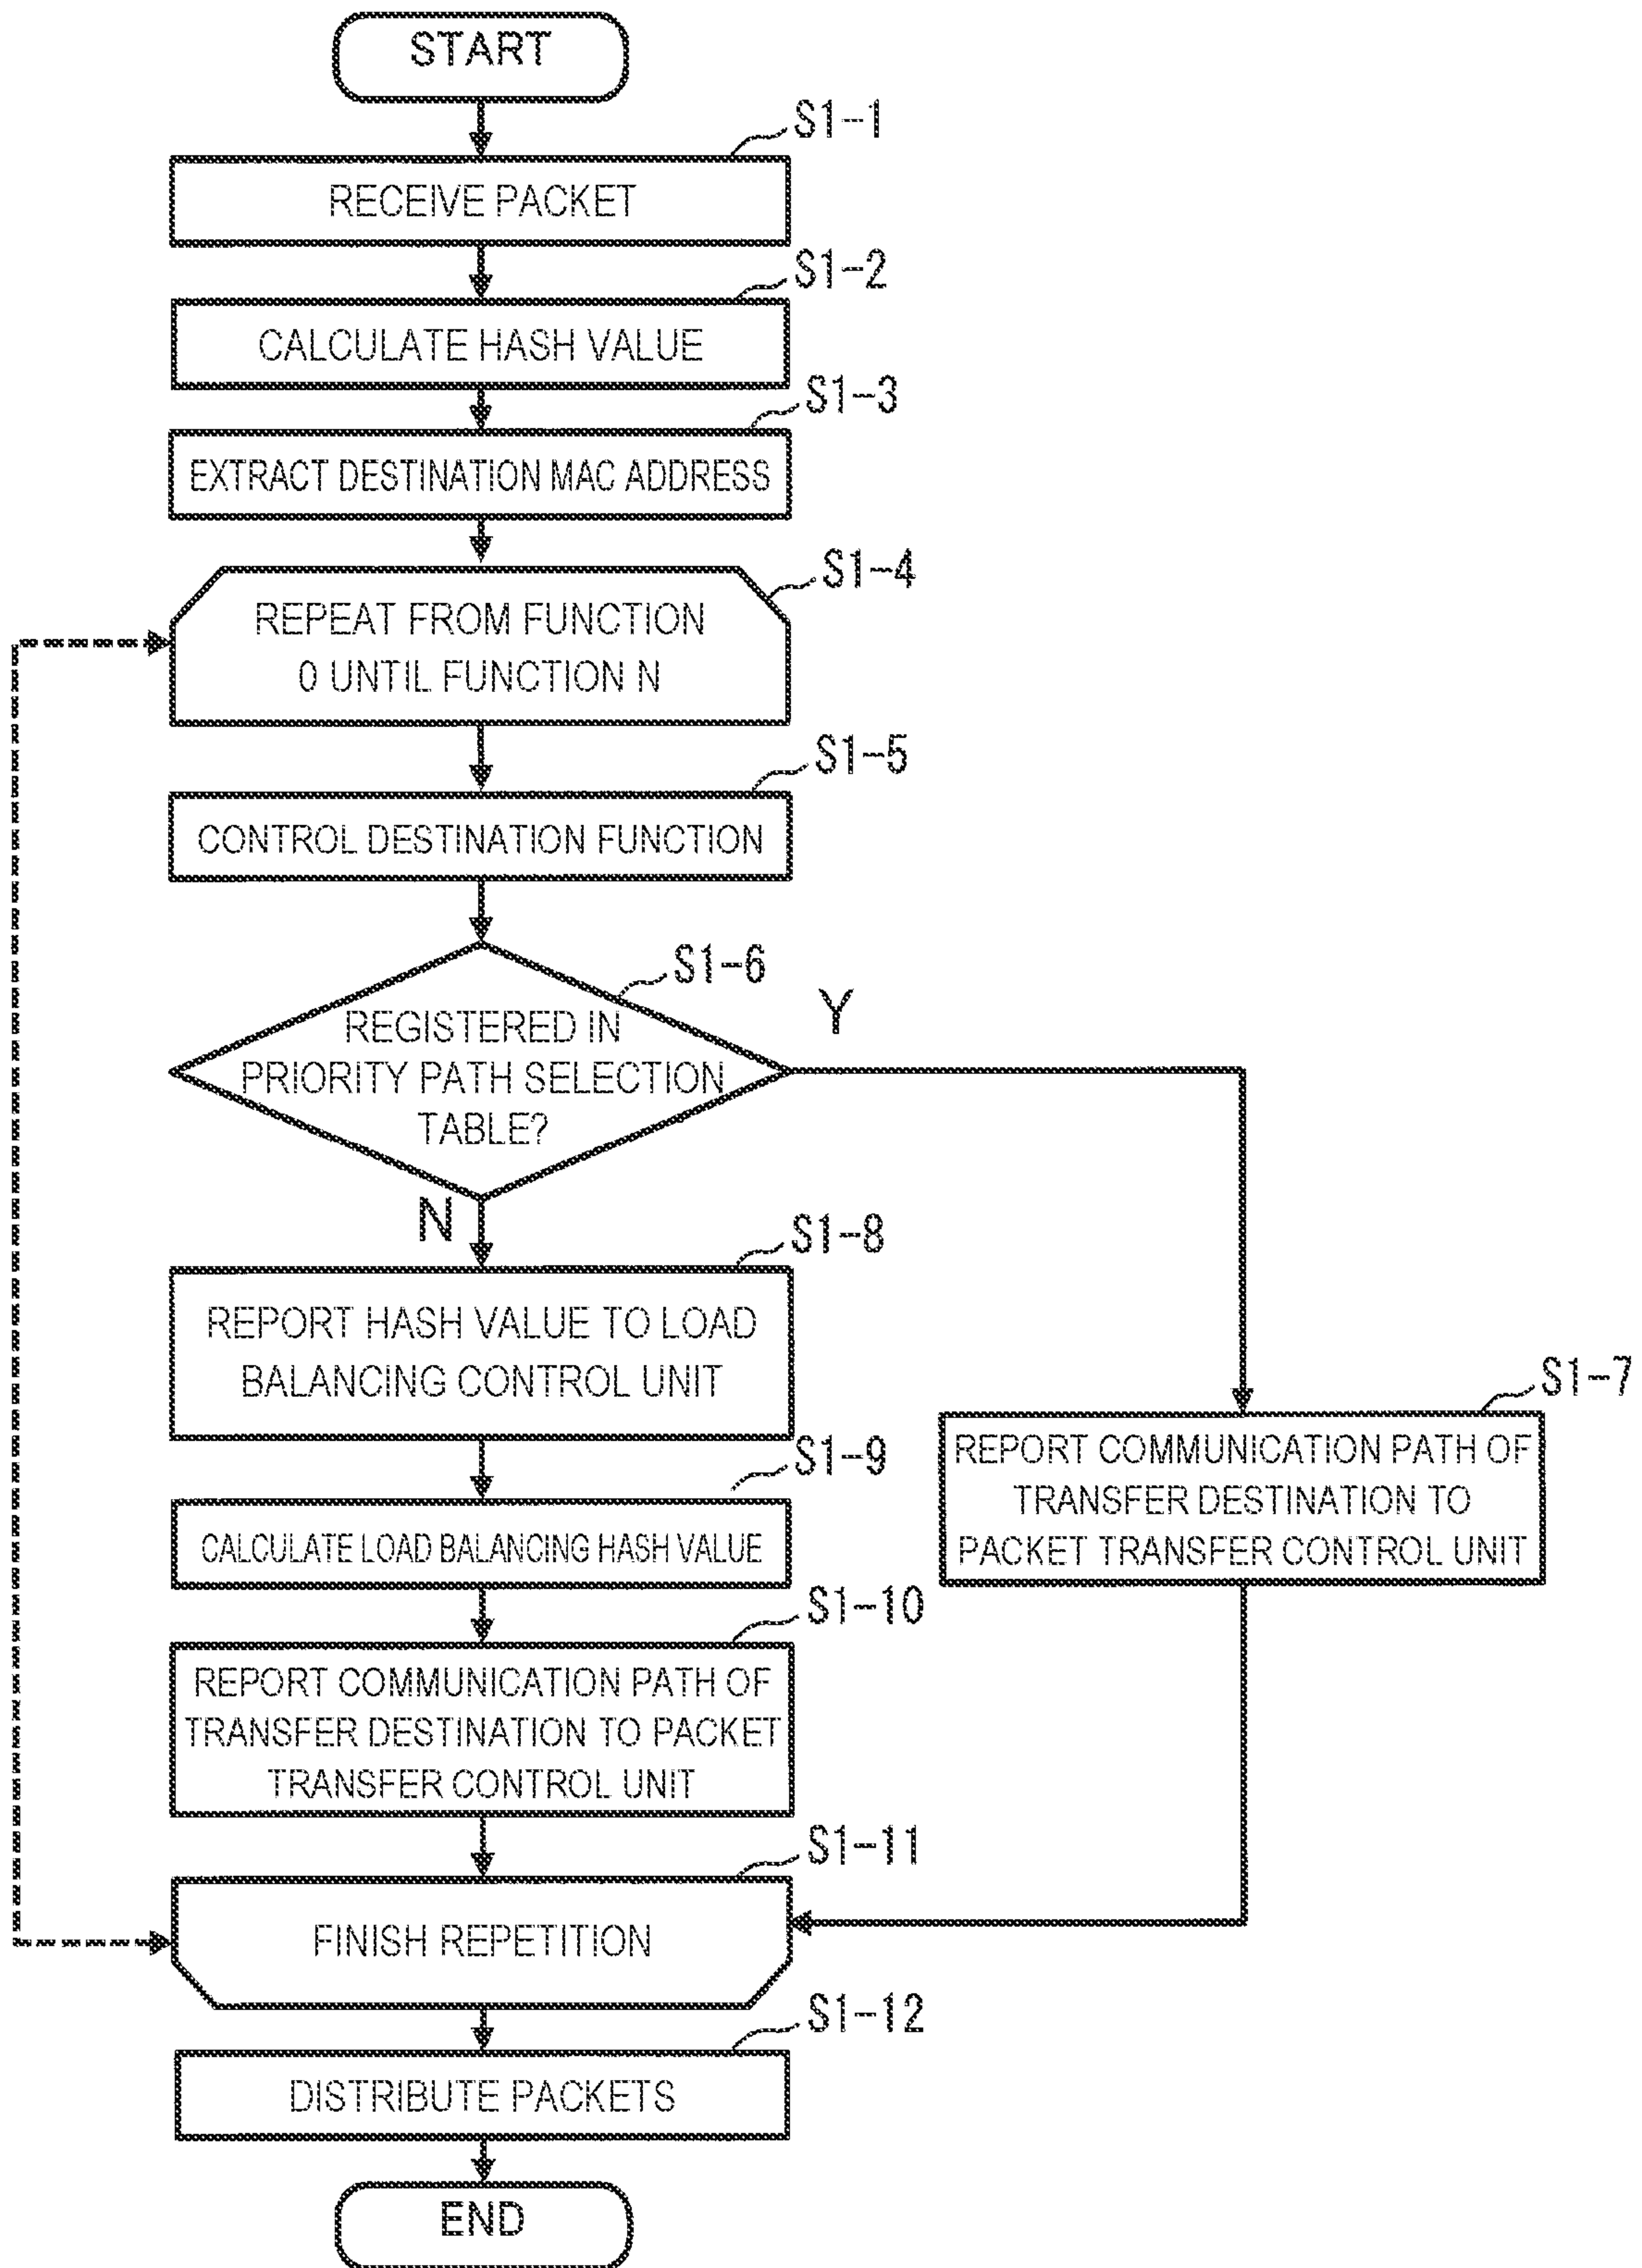 START
S1-1
RECEIVE PACKET
S1-2
CALCULATE HASH VALUE
S1-3
EXTRACT DESTINATION MAC ADDRESS
S1-4
REPEAT FROM FUNCTION
0 UNTIL FUNCTION N
S1-5
CONTROL DESTINATION FUNCTION
S1-6
REGISTERED IN
PRIORITY PATH SELECTION
TABLE?
Y
N
S1-8
REPORT HASH VALUE TO LOAD
BALANCING CONTROL UNIT
S1-7
REPORT COMMUNICATION PATH OF
TRANSFER DESTINATION TO
PACKET TRANSFER CONTROL UNIT
S1-9
CALCULATE LOAD BALANCING HASH VALUE
S1-10
REPORT COMMUNICATION PATH OF
TRANSFER DESTINATION TO PACKET
TRANSFER CONTROL UNIT
S1-11
FINISH REPETITION
S1-12
DISTRIBUTE PACKETS
END